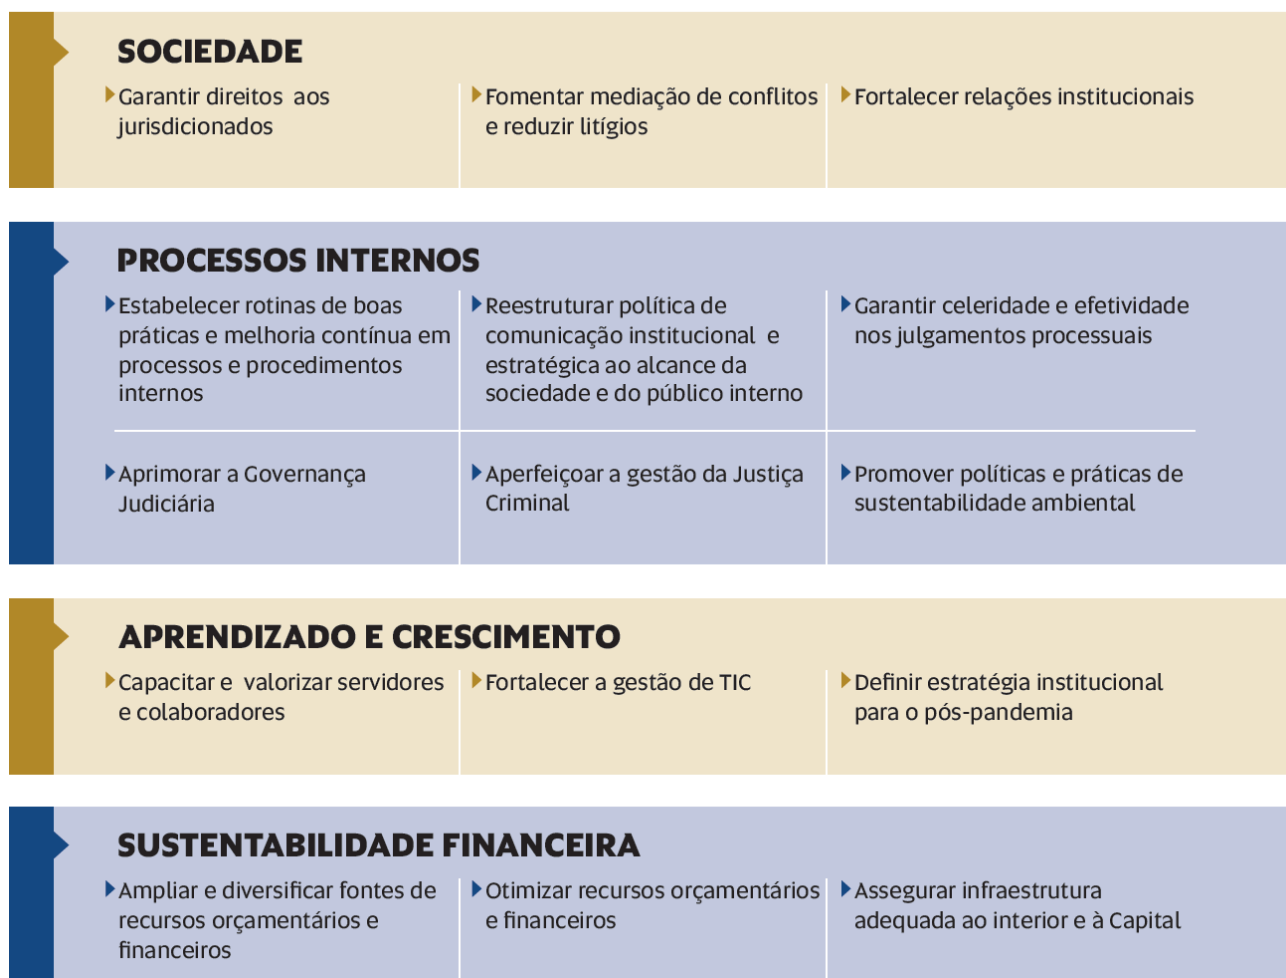 SOCIEDADE
Garantir direitos aos
jurisdicionados
Fomentar mediação de conflitos
e reduzir litígios
Fortalecer relações institucionais
PROCESSOS INTERNOS
Estabelecer rotinas de boas
práticas e melhoria contínua em
processos e procedimentos
internos
Reestruturar política de
comunicação institucional e
estratégica ao alcance da
sociedade e do público interno
Garantir celeridade e efetividade
nos julgamentos processuais
Aprimorar a Governança
Judiciária
Aperfeiçoar a gestão da Justiça
Criminal
Promover políticas e práticas de
sustentabilidade ambiental
APRENDIZADO E CRESCIMENTO
Capacitar e valorizar servidores
e colaboradores
Fortalecer a gestão de TIC
Definir estratégia institucional
para o pós-pandemia
SUSTENTABILIDADE FINANCEIRA
Ampliar e diversificar fontes de
recursos orçamentários e
financeiros
Otimizar recursos orçamentários
e financeiros
Assegurar infraestrutura
adequada ao interior e à Capital